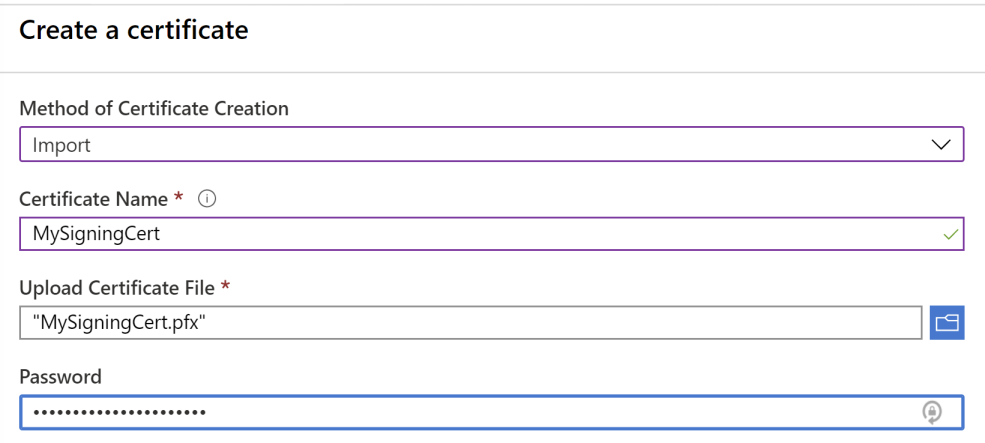 Create a certificate
Method of Certificate Creation
Import
Certificate Name *
MySigningCert
Upload Certificate File *
"MySigningCert.pfx"
Password
••••••••••••••••••••••